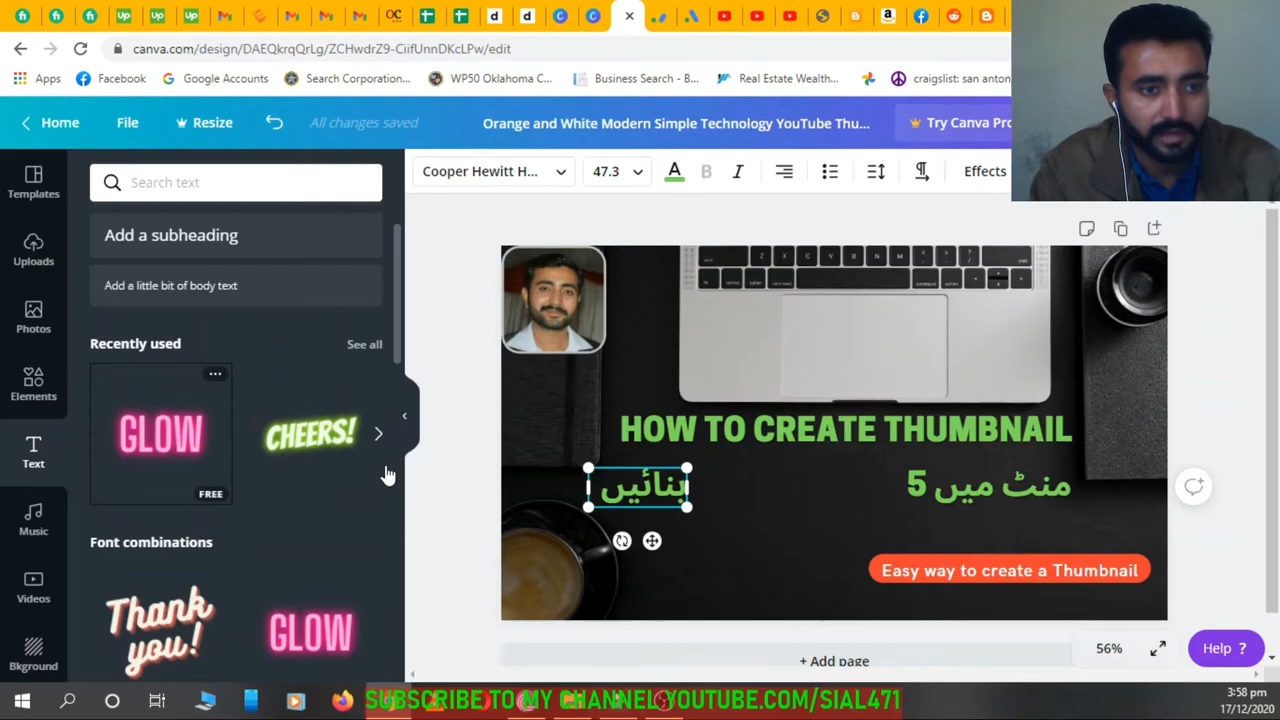 canva.com/design/DAEQkrqQrLg/ZCHwdrZ9-CiifUnnDKcLPw/edit
Apps Facebook Google Accounts Search Corporation... WP50 Oklahoma C... Business Search - B... Real Estate Wealth... craigslist: san anton
Home File Resize All changes saved Orange and White Modern Simple Technology YouTube Thu... Try Canva Pro
Templates
Uploads
Photos
Elements
Text
Music
Videos
Bkground
Search text
Add a subheading
Add a little bit of body text
Recently used See all
GLOW
FREE
CHEERS!
Font combinations
Thank you!
GLOW
Cooper Hewitt H... 47.3 A B I Effects
Z X C V B N M
HOW TO CREATE THUMBNAIL
5 منٹ میں
بنائیں
Easy way to create a Thumbnail
+ Add page
56%
Help ?
SUBSCRIBE TO MY CHANNEL YOUTUBE.COM/SIAL471
3:58 pm
17/12/2020